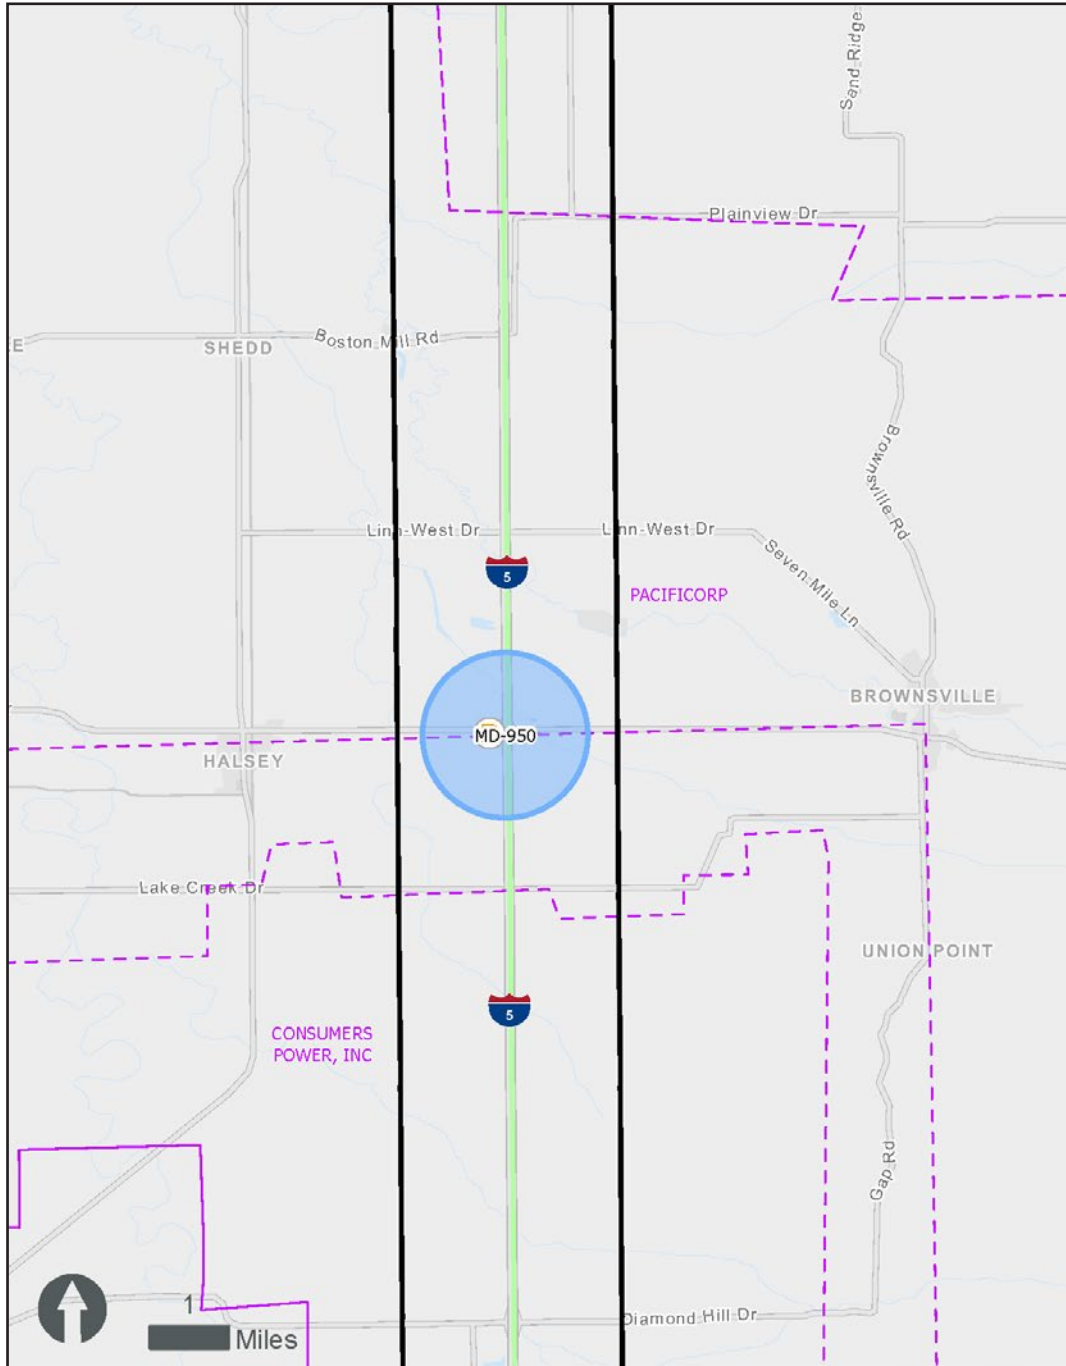 Sand Ridge
Plainview Dr
E
SHEDD
Boston Mill Rd
Brownsville Rd
Linn-West Dr
Linn-West Dr
Seven Mile Ln
5
PACIFICORP
BROWNSVILLE
MD-950
HALSEY
Lake Creek Dr
UNION POINT
5
CONSUMERS
POWER, INC
Gap Rd
1
Miles
Diamond Hill Dr